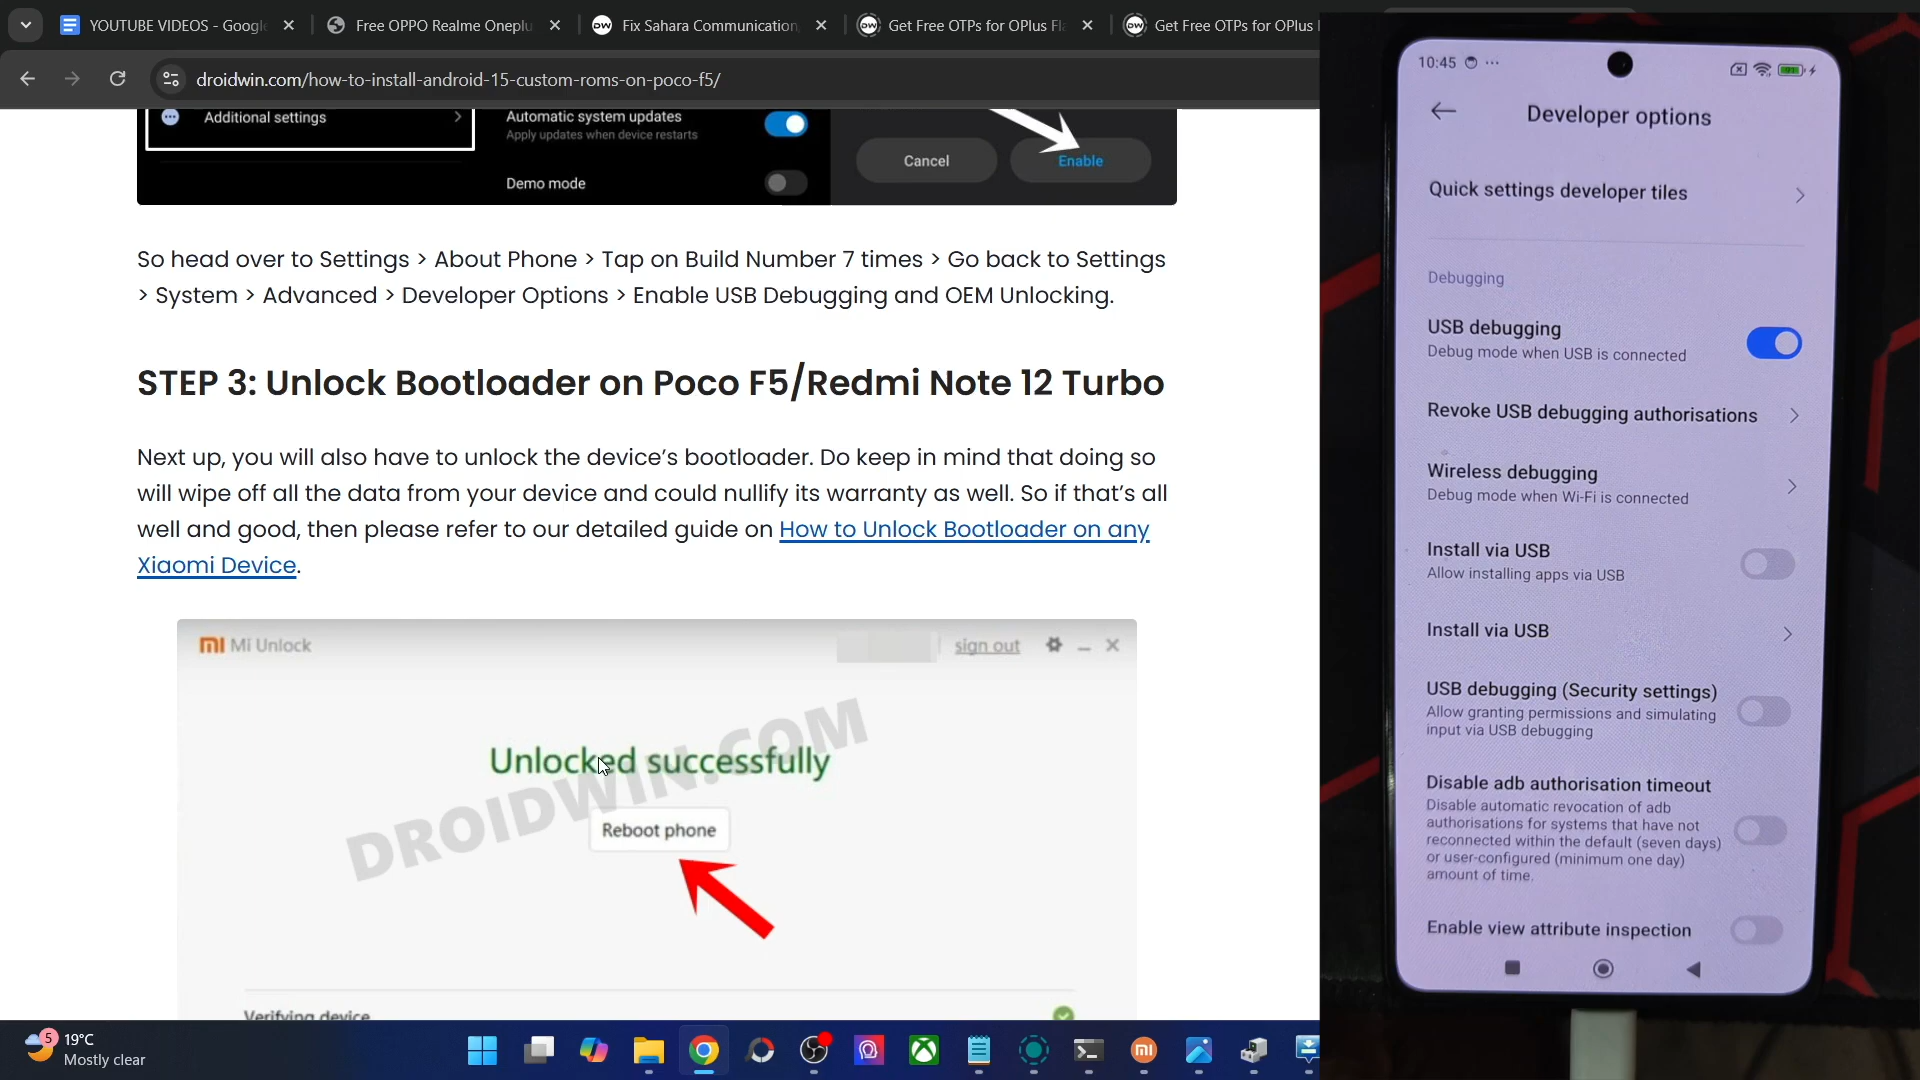 YOUTUBE VIDEOS - Google
Free OPPO Realme Oneplu
Fix Sahara Communication
Get Free OTPs for OPlus Fl
Get Free OTPs for OPlus
droidwin.com/how-to-install-android-15-custom-roms-on-poco-f5/
Additional settings
Automatic system updates
Apply updates when device restarts
Demo mode
Cancel
Enable
So head over to Settings > About Phone > Tap on Build Number 7 times > Go back to Settings
> System > Advanced > Developer Options > Enable USB Debugging and OEM Unlocking.
STEP 3: Unlock Bootloader on Poco F5/Redmi Note 12 Turbo
Next up, you will also have to unlock the device's bootloader. Do keep in mind that doing so
will wipe off all the data from your device and could nullify its warranty as well. So if that's all
well and good, then please refer to our detailed guide on How to Unlock Bootloader on any
Xiaomi Device.
Mi Unlock
sign out
Unlocked successfully
DROIDWIN.COM
Reboot phone
Verifying device
5
19°C
Mostly clear
10:45
Developer options
Quick settings developer tiles
Debugging
USB debugging
Debug mode when USB is connected
Revoke USB debugging authorisations
Wireless debugging
Debug mode when Wi-Fi is connected
Install via USB
Allow installing apps via USB
Install via USB
USB debugging (Security settings)
Allow granting permissions and simulating
input via USB debugging
Disable adb authorisation timeout
Disable automatic revocation of adb
authorisations for systems that have not
reconnected within the default (seven days)
or user-configured (minimum one day)
amount of time.
Enable view attribute inspection